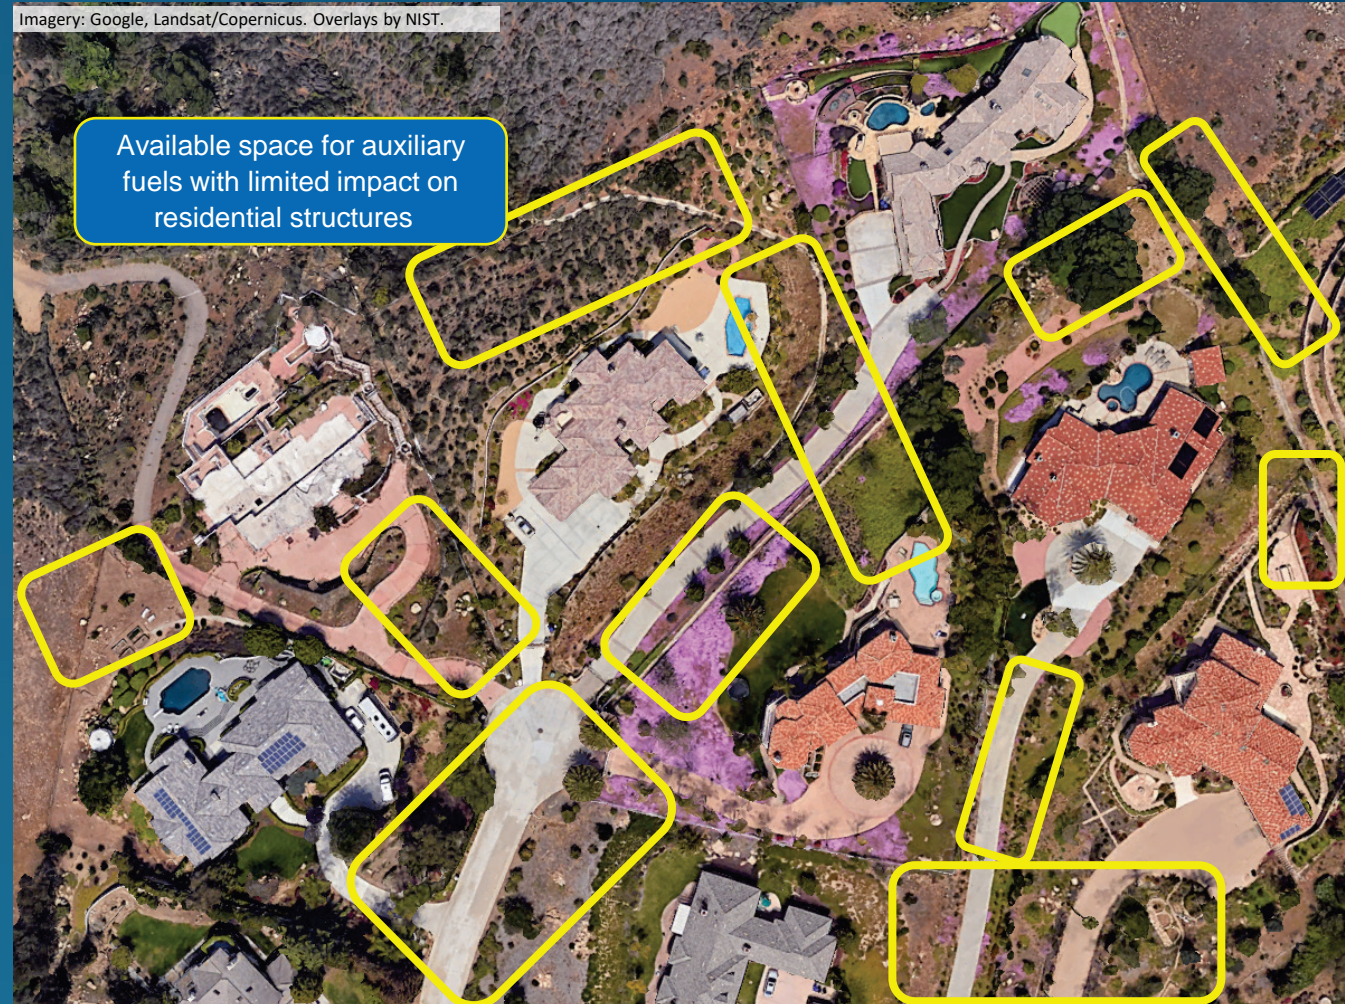 Imagery: Google, Landsat/Copernicus. Overlays by NIST.
Available space for auxiliary
fuels with limited impact on
residential structures